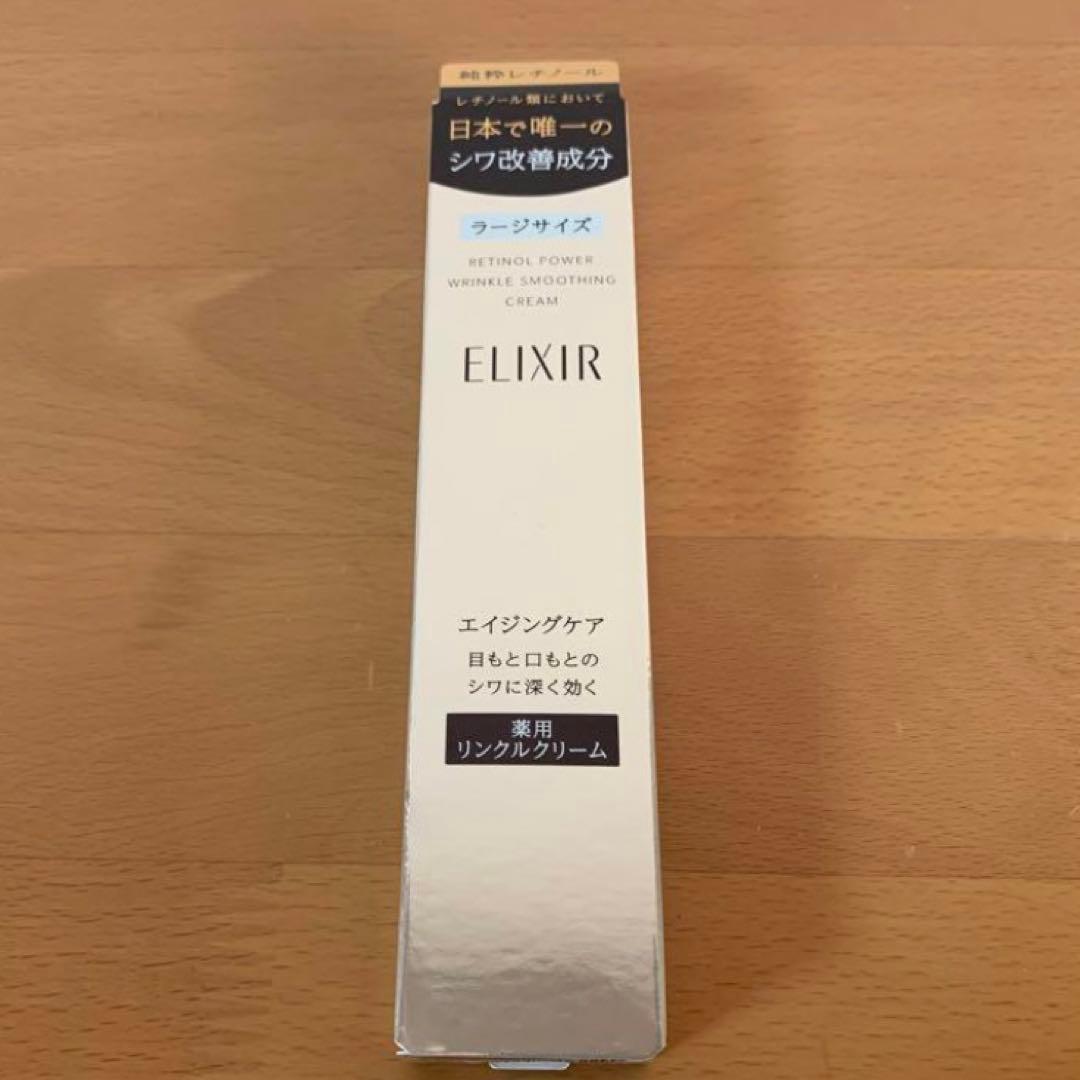 純粋レチノール
レチノール類において
日本で唯一の
シワ改善成分
ラージサイズ
RETINOL POWER
WRINKLE SMOOTHING
CREAM
ELIXIR
エイジングケア
目もと口もとの
シワに深く効く
薬用
リンクルクリーム